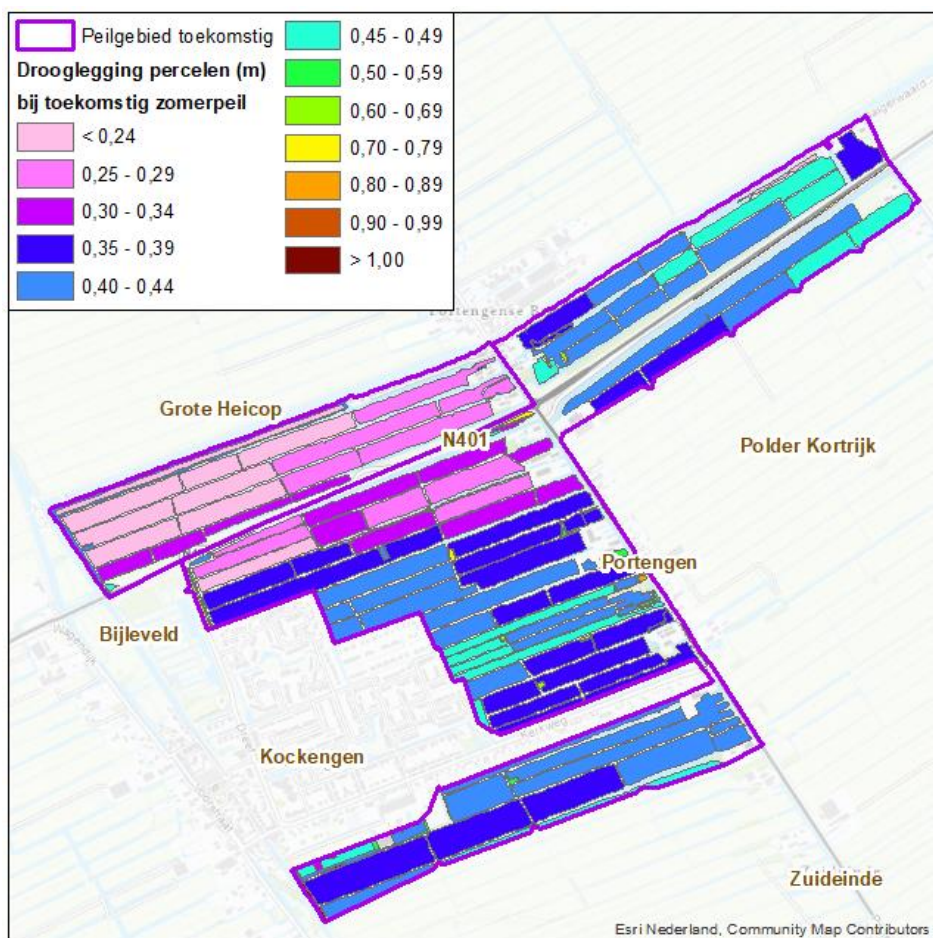 Peilgebied toekomstig
Drooglegging percelen (m)
bij toekomstig zomerpeil
< 0,24
0,25 - 0,29
0,30 - 0,34
0,35 - 0,39
0,40 - 0,44
0,45 - 0,49
0,50 - 0,59
0,60 - 0,69
0,70 - 0,79
0,80 - 0,89
0,90 - 0,99
> 1,00
Grote Heicop
N401
Polder Kortrijk
Portengen
Bijleveld
Wagendijk
Kockengen
Kerkweg
Zuideinde
Esri Nederland, Community Map Contributors